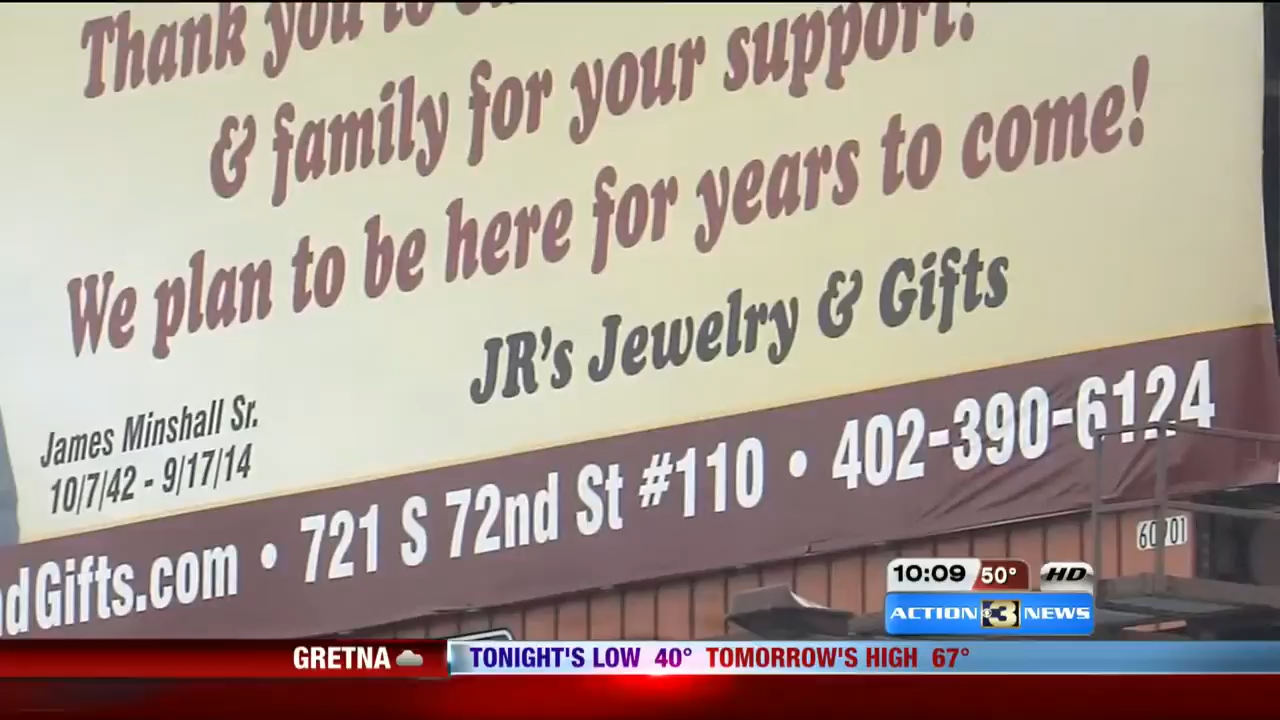 Thank you to
& family for your support!
We plan to be here for years to come!
JR's Jewelry & Gifts
James Minshall Sr.
10/7/42 - 9/17/14
dGifts.com • 721 S 72nd St #110 • 402-390-6124
60701
10:09 50° HD
ACTION 3 NEWS
GRETNA TONIGHT'S LOW 40° TOMORROW'S HIGH 67°